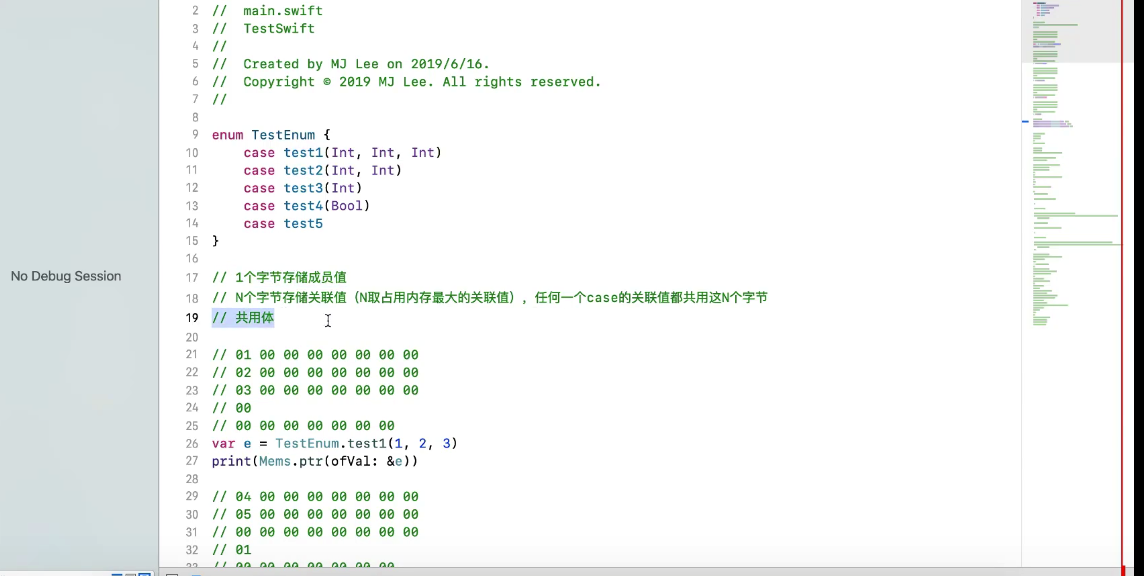 No Debug Session
2 //  main.swift
3 //  TestSwift
4 //
5 //  Created by MJ Lee on 2019/6/16.
6 //  Copyright © 2019 MJ Lee. All rights reserved.
7 //
8
9 enum TestEnum {
10     case test1(Int, Int, Int)
11     case test2(Int, Int)
12     case test3(Int)
13     case test4(Bool)
14     case test5
15 }
16
17 // 1个字节存储成员值
18 // N个字节存储关联值（N取占用内存最大的关联值）, 任何一个case的关联值都共用这N个字节
19 // 共用体
20
21 // 01 00 00 00 00 00 00 00
22 // 02 00 00 00 00 00 00 00
23 // 03 00 00 00 00 00 00 00
24 // 00
25 // 00 00 00 00 00 00 00
26 var e = TestEnum.test1(1, 2, 3)
27 print(Mems.ptr(ofVal: &e))
28
29 // 04 00 00 00 00 00 00 00
30 // 05 00 00 00 00 00 00 00
31 // 00 00 00 00 00 00 00 00
32 // 01
33 // 00 00 00 00 00 00 00